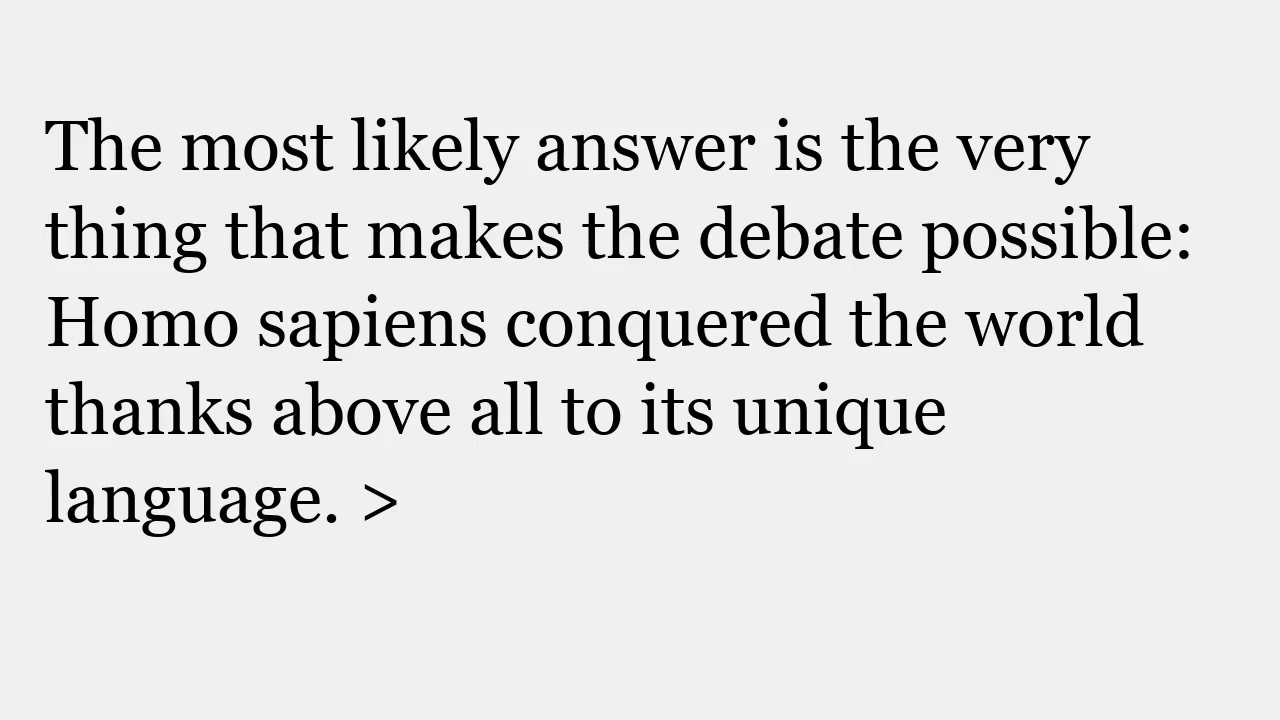 The most likely answer is the very
thing that makes the debate possible:
Homo sapiens conquered the world
thanks above all to its unique
language. >